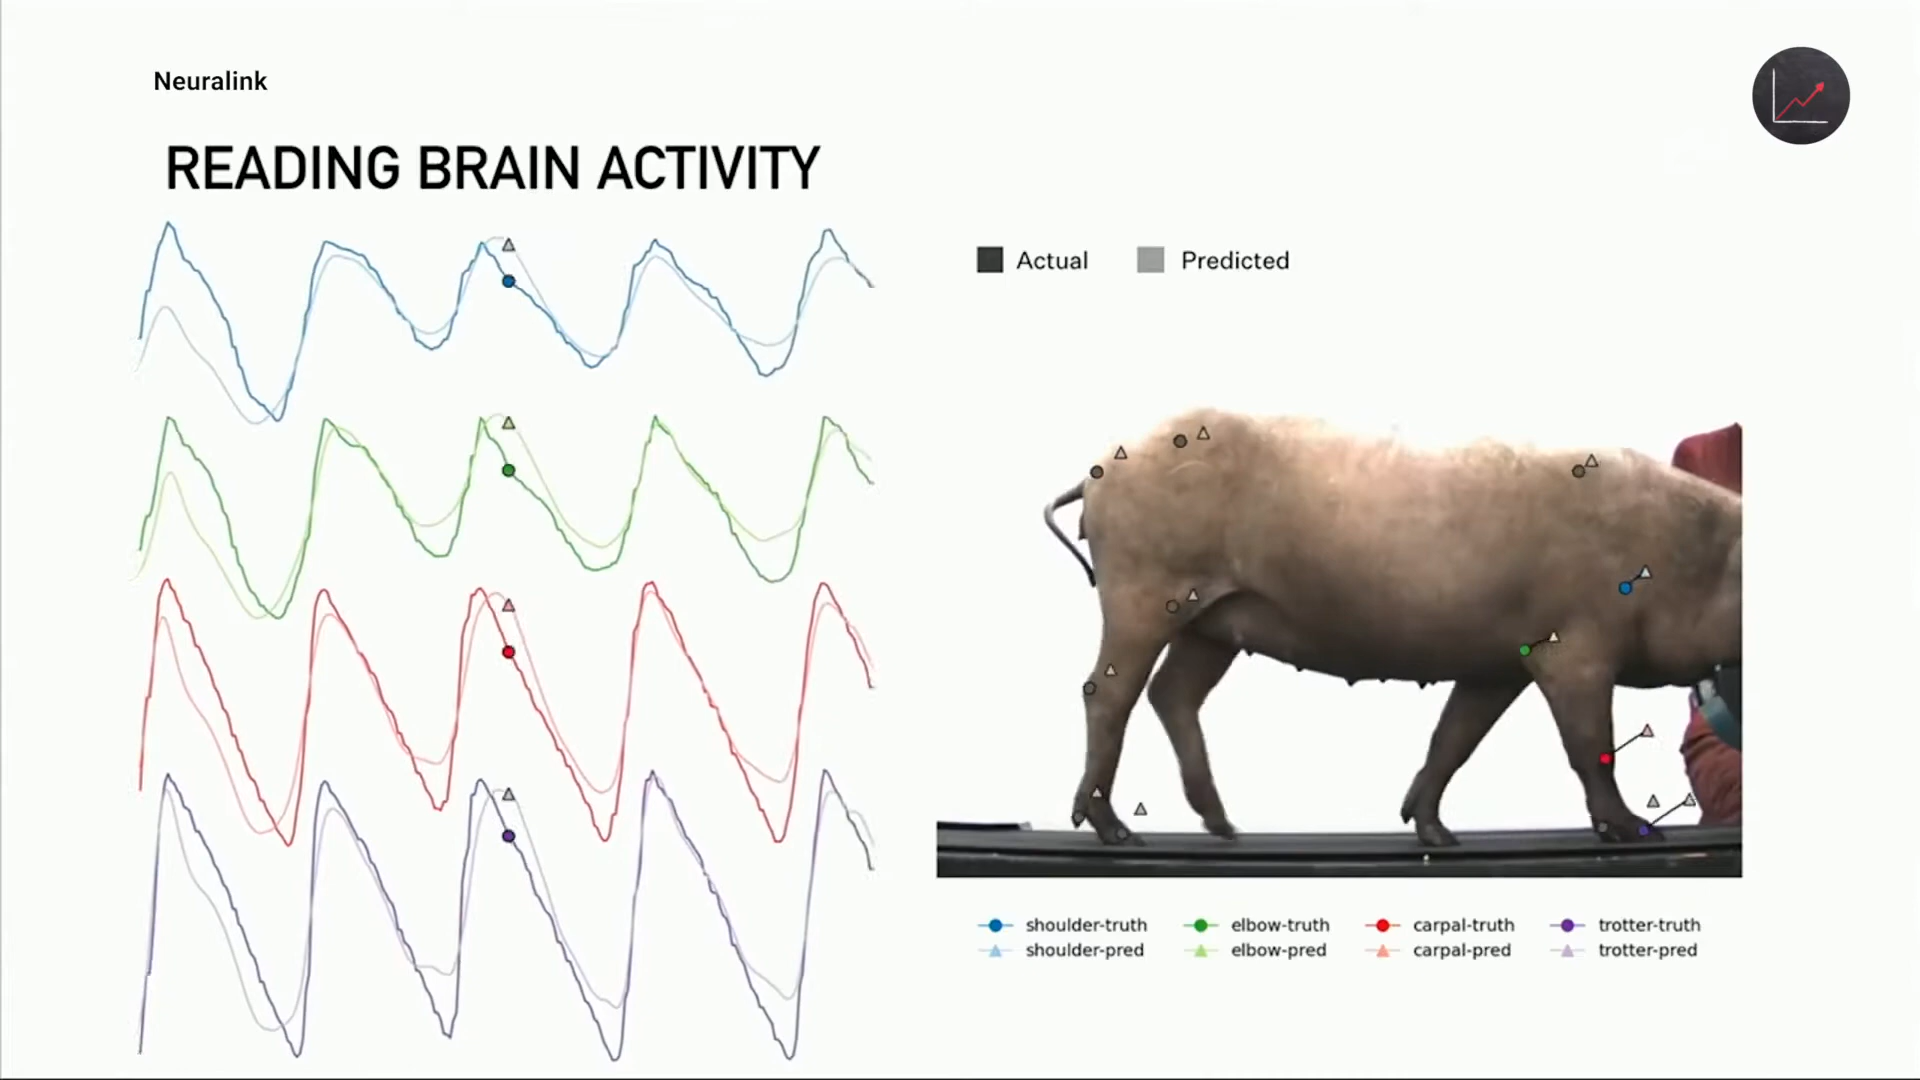 Neuralink
READING BRAIN ACTIVITY
Actual Predicted
shoulder-truth elbow-truth carpal-truth trotter-truth
shoulder-pred elbow-pred carpal-pred trotter-pred